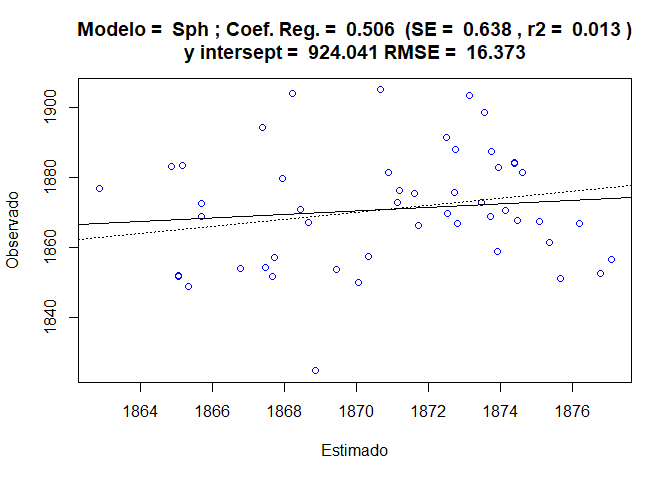 Modelo = Sph ; Coef. Reg. = 0.506 (SE = 0.638 , r2 = 0.013 )
y intersept = 924.041 RMSE = 16.373
Observado
1900
1880
1860
1840
1864 1866 1868 1870 1872 1874 1876
Estimado